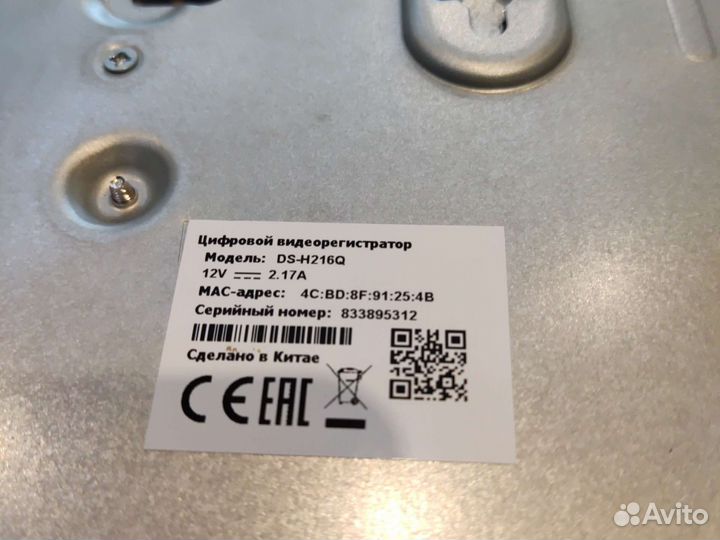 Цифровой видеорегистратор
Модель: DS-H216Q
12V 2.17A
MAC-адрес: 4C:BD:8F:91:25:4B
Серийный номер: 833895312
Сделано в Китае
CE EAC
Avito